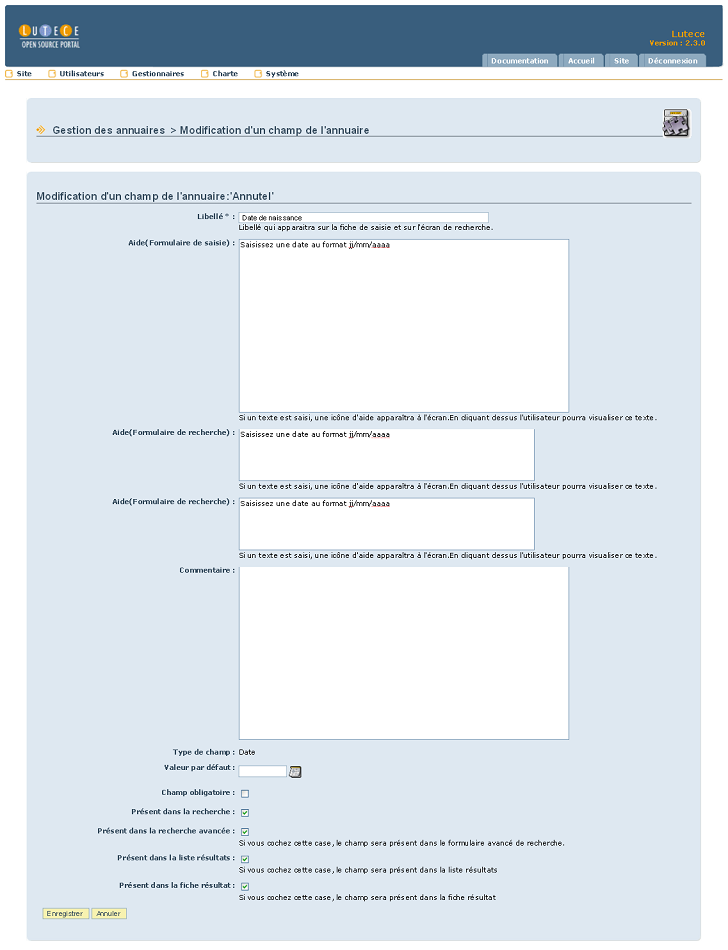 LUTECE
OPEN SOURCE PORTAL
Lutece
Version : 2.3.0
Documentation Accueil Site Déconnexion
Site Utilisateurs Gestionnaires Charte Système
Gestion des annuaires > Modification d'un champ de l'annuaire
Modification d'un champ de l'annuaire:'Annutel'
Libellé * : Date de naissance
Libellé qui apparaitra sur la fiche de saisie et sur l'écran de recherche.
Aide(Formulaire de saisie) : Saisissez une date au format jj/mm/aaaa
Si un texte est saisi, une icône d'aide apparaîtra à l'écran.En cliquant dessus l'utilisateur pourra visualiser ce texte.
Aide(Formulaire de recherche) : Saisissez une date au format jj/mm/aaaa
Si un texte est saisi, une icône d'aide apparaîtra à l'écran.En cliquant dessus l'utilisateur pourra visualiser ce texte.
Aide(Formulaire de recherche) : Saisissez une date au format jj/mm/aaaa
Si un texte est saisi, une icône d'aide apparaîtra à l'écran.En cliquant dessus l'utilisateur pourra visualiser ce texte.
Commentaire :
Type de champ : Date
Valeur par défaut :
Champ obligatoire :
Présent dans la recherche :
Présent dans la recherche avancée :
Si vous cochez cette case, le champ sera présent dans le formulaire avancé de recherche.
Présent dans la liste résultats :
Si vous cochez cette case, le champ sera présent dans la liste résultats
Présent dans la fiche résultat :
Si vous cochez cette case, le champ sera présent dans la fiche résultat
Enregistrer Annuler